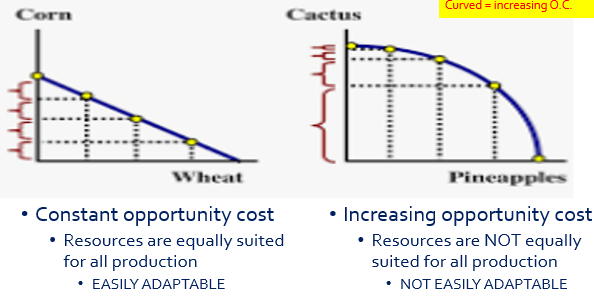 Curved = increasing O.C.
Corn
Cactus
Wheat
Pineapples
• Constant opportunity cost
• Resources are equally suited
for all production
• EASILY ADAPTABLE
• Increasing opportunity cost
• Resources are NOT equally
suited for all production
• NOT EASILY ADAPTABLE